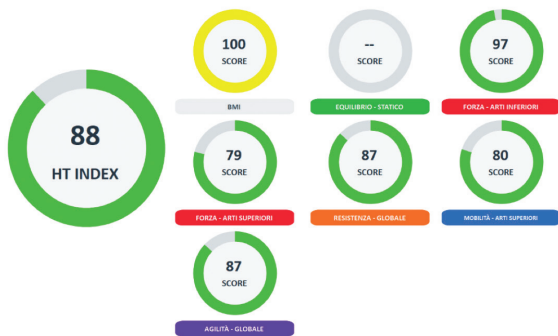 88
HT INDEX
100
SCORE
BMI
--
SCORE
EQUILIBRIO - STATICO
97
SCORE
FORZA - ARTI INFERIORI
79
SCORE
FORZA - ARTI SUPERIORI
87
SCORE
RESISTENZA - GLOBALE
80
SCORE
MOBILITÀ - ARTI SUPERIORI
87
SCORE
AGILITÀ - GLOBALE